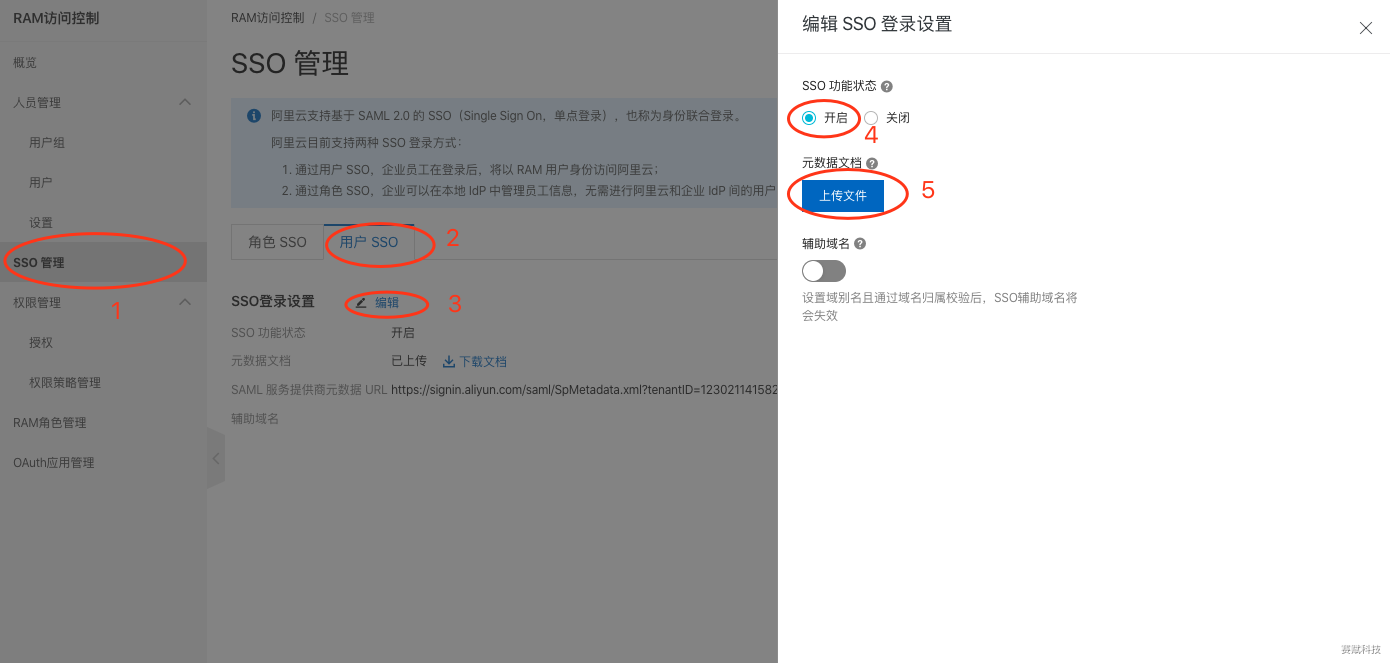 RAM访问控制
概览
人员管理
用户组
用户
设置
SSO 管理
1
权限管理
授权
权限策略管理
RAM角色管理
OAuth应用管理
RAM访问控制 / SSO 管理
SSO 管理
阿里云支持基于 SAML 2.0 的 SSO（Single Sign On，单点登录），也称为身份联合登录。
阿里云目前支持两种 SSO 登录方式：
1. 通过用户 SSO，企业员工在登录后，将以 RAM 用户身份访问阿里云；
2. 通过角色 SSO，企业可以在本地 IdP 中管理员工信息，无需进行阿里云和企业 IdP 间的用户
角色 SSO 用户 SSO 2
SSO登录设置 编辑 3
SSO 功能状态 开启
元数据文档 已上传 下载文档
SAML 服务提供商元数据 URL https://signin.aliyun.com/saml/SpMetadata.xml?tenantID=123021141582
辅助域名
编辑 SSO 登录设置
SSO 功能状态
开启 关闭
4
元数据文档
上传文件 5
辅助域名
设置域别名且通过域名归属校验后，SSO辅助域名将
会失效
赛赋科技